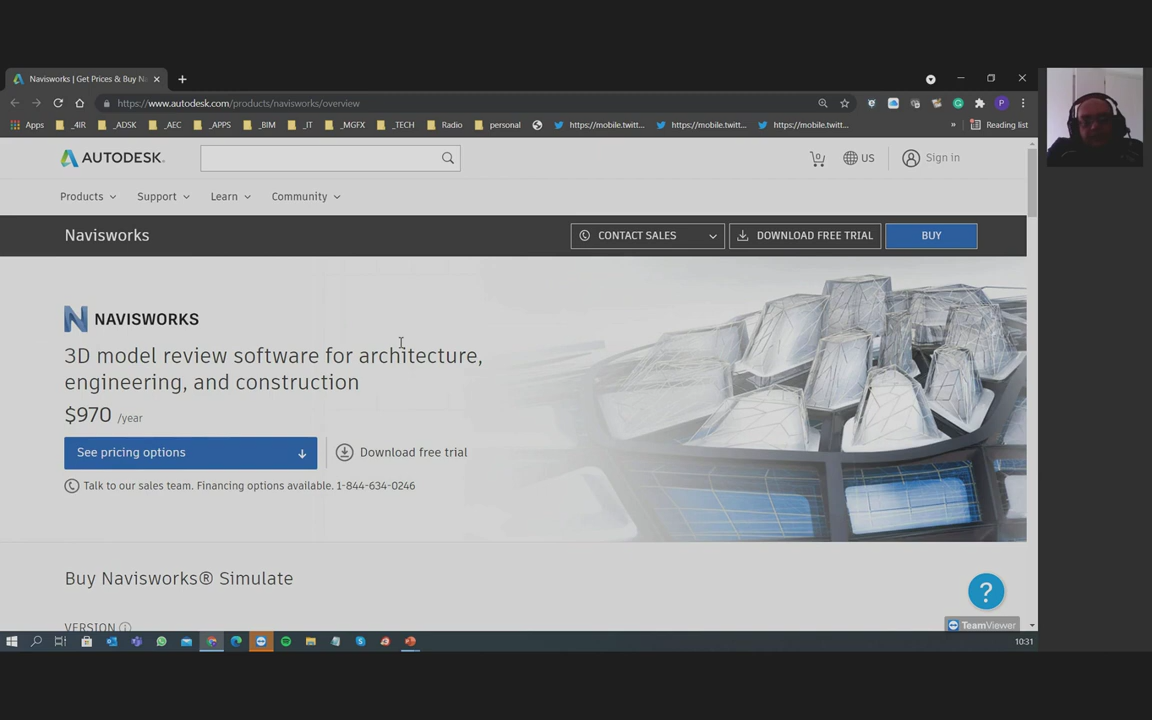 Navisworks | Get Prices & Buy N
https://www.autodesk.com/products/navisworks/overview
P
Apps _4IR _ADSK _AEC _APPS _BIM _IT _MGFX _TECH Radio personal https://mobile.twitt... https://mobile.twitt... https://mobile.twitt... » Reading list
AUTODESK.
0 US Sign in
Products Support Learn Community
Navisworks CONTACT SALES DOWNLOAD FREE TRIAL BUY
N NAVISWORKS
3D model review software for architecture,
engineering, and construction
$970 /year
See pricing options Download free trial
Talk to our sales team. Financing options available. 1-844-634-0246
Buy Navisworks® Simulate
?
VERSION
TeamViewer
10:31